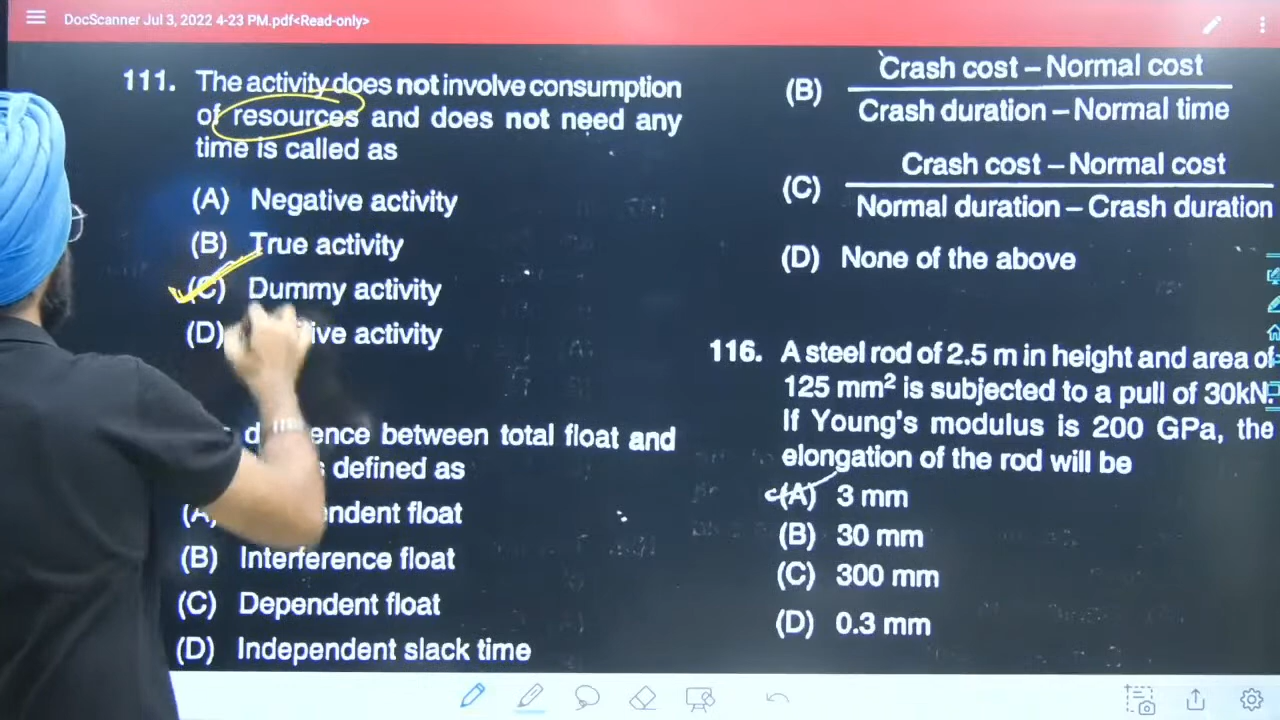 DocScanner Jul 3, 2022 4-23 PM.pdf<Read-only>
111. The activity does not involve consumption
of resources and does not need any
time is called as
(A) Negative activity
(B) True activity
(C) Dummy activity
(D) activity
between total float and
defined as
float
(B) Interference float
(C) Dependent float
(D) Independent slack time
(B) Crash cost – Normal cost
Crash duration – Normal time
(C) Crash cost – Normal cost
Normal duration – Crash duration
(D) None of the above
116. A steel rod of 2.5 m in height and area of
125 mm² is subjected to a pull of 30kN.
If Young's modulus is 200 GPa, the
elongation of the rod will be
(A) 3 mm
(B) 30 mm
(C) 300 mm
(D) 0.3 mm